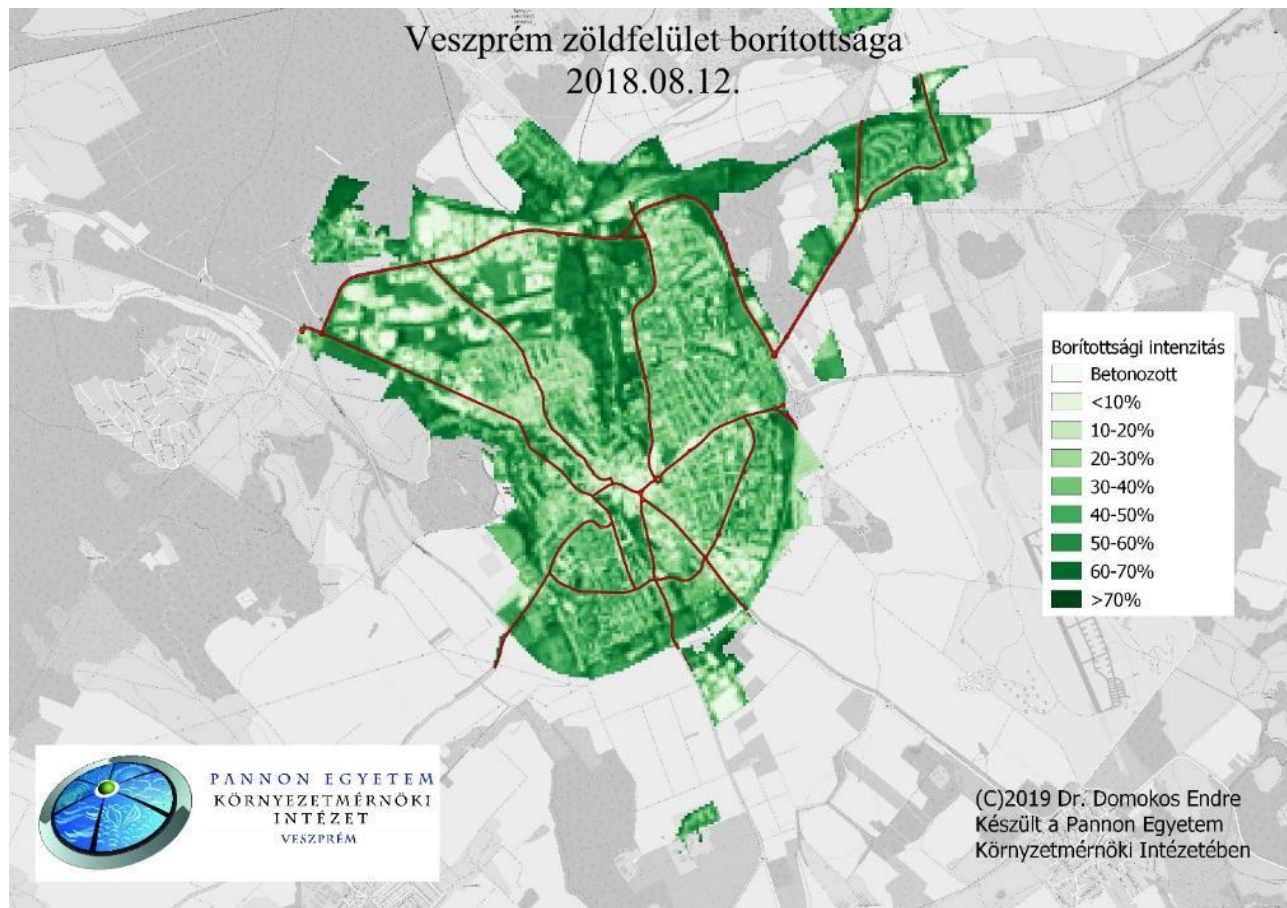 Veszprém zöldfelület borítottsága
2018.08.12.
Borítottsági intenzitás
Betonozott
<10%
10-20%
20-30%
30-40%
40-50%
50-60%
60-70%
>70%
PANNON EGYETEM
KÖRNYEZETMÉRNÖKI
INTÉZET
VESZPRÉM
(C)2019 Dr. Domokos Endre
Készült a Pannon Egyetem
Környzetmérnöki Intézetében